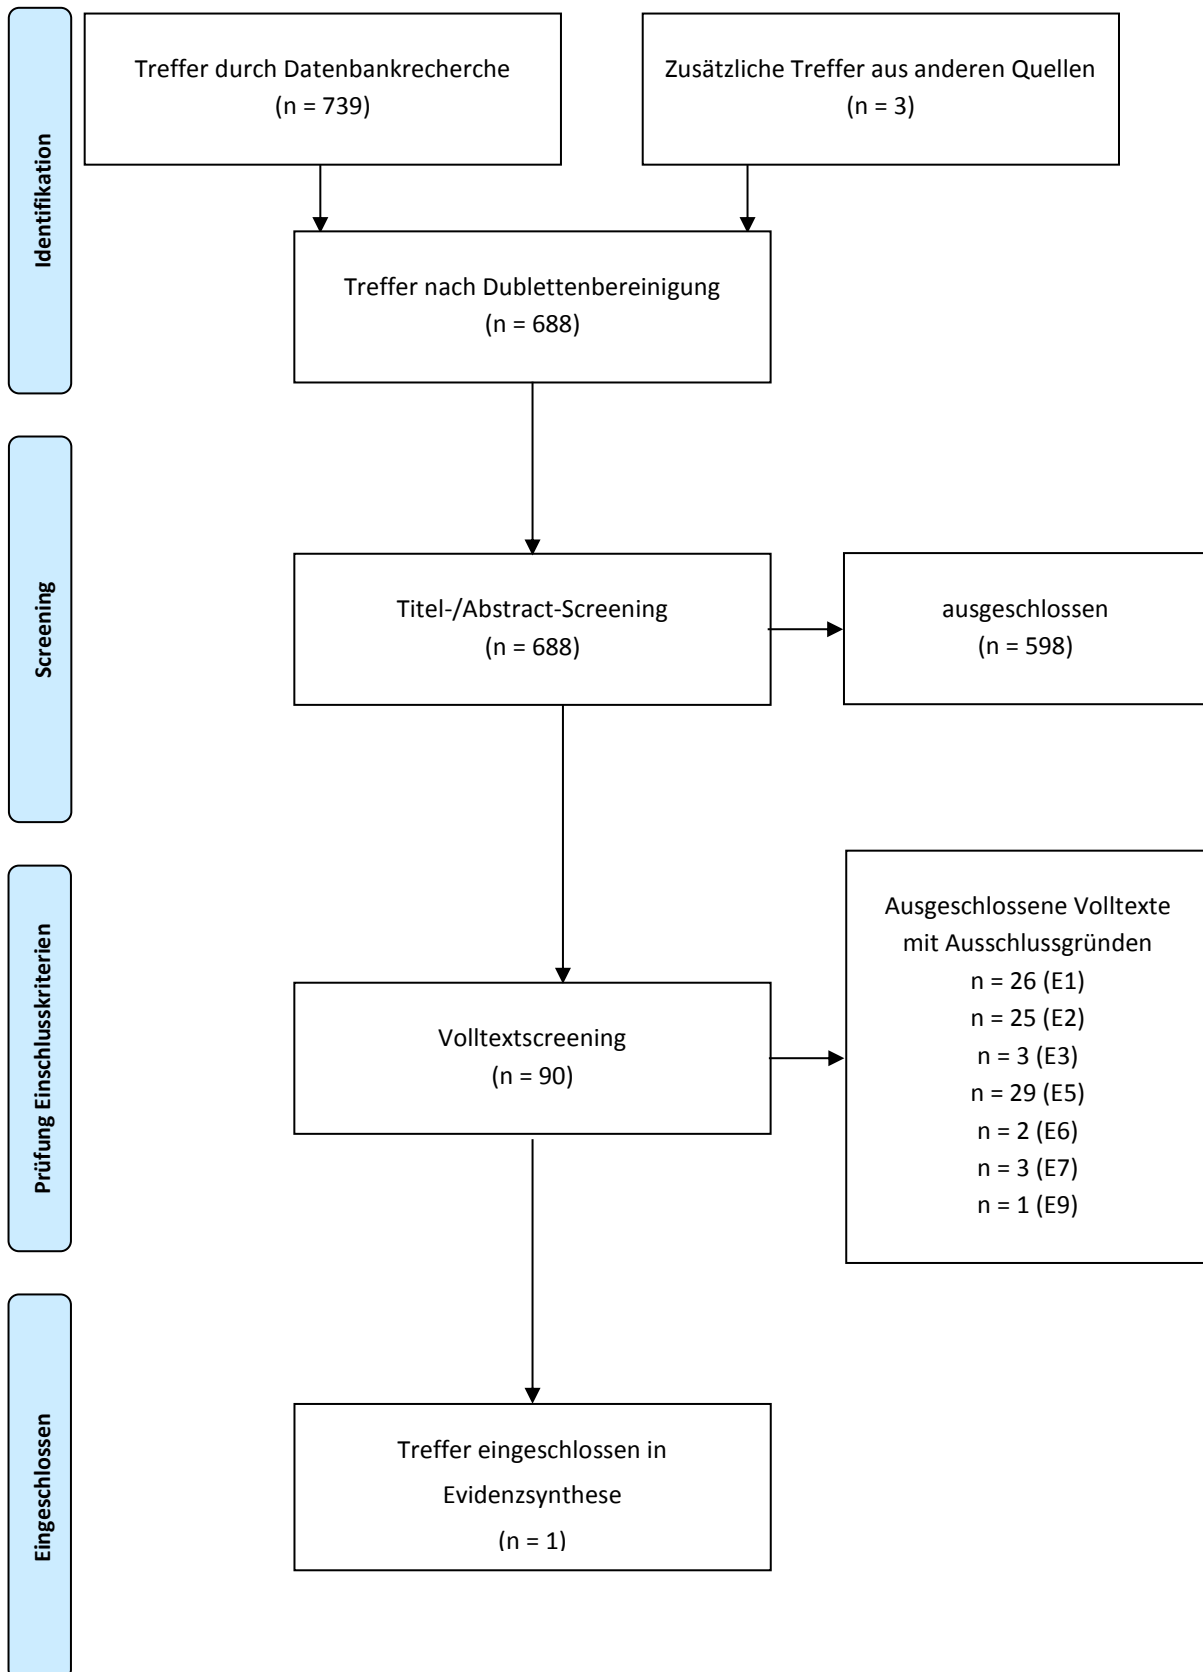 Identifikation
Treffer durch Datenbankrecherche
(n = 739)
Zusätzliche Treffer aus anderen Quellen
(n = 3)
Treffer nach Dublettenbereinigung
(n = 688)
Screening
Titel-/Abstract-Screening
(n = 688)
ausgeschlossen
(n = 598)
Prüfung Einschlusskriterien
Volltextscreening
(n = 90)
Ausgeschlossene Volltexte
mit Ausschlussgründen
n = 26 (E1)
n = 25 (E2)
n = 3 (E3)
n = 29 (E5)
n = 2 (E6)
n = 3 (E7)
n = 1 (E9)
Eingeschlossen
Treffer eingeschlossen in
Evidenzsynthese
(n = 1)